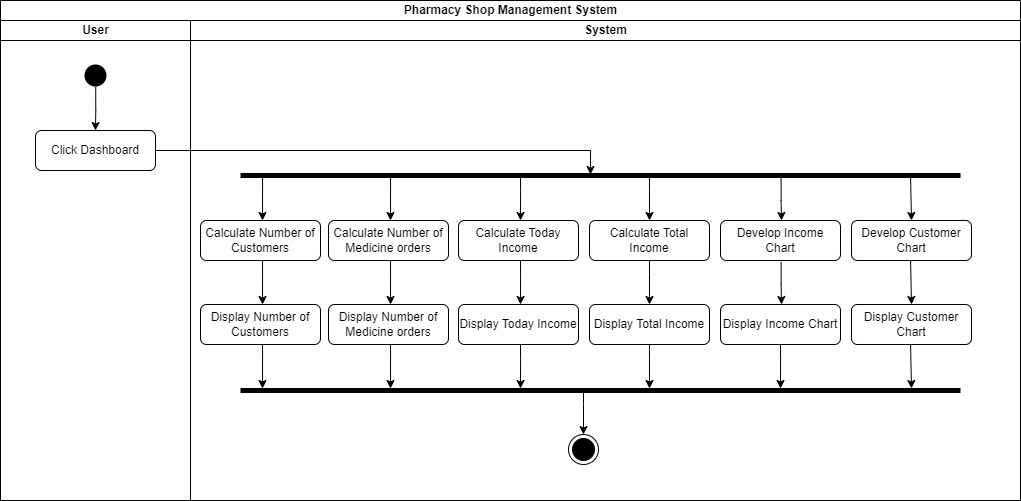 Pharmacy Shop Management System
User
System
Click Dashboard
Calculate Number of
Customers
Calculate Number of
Medicine orders
Calculate Today
Income
Calculate Total
Income
Develop Income
Chart
Develop Customer
Chart
Display Number of
Customers
Display Number of
Medicine orders
Display Today Income
Display Total Income
Display Income Chart
Display Customer
Chart